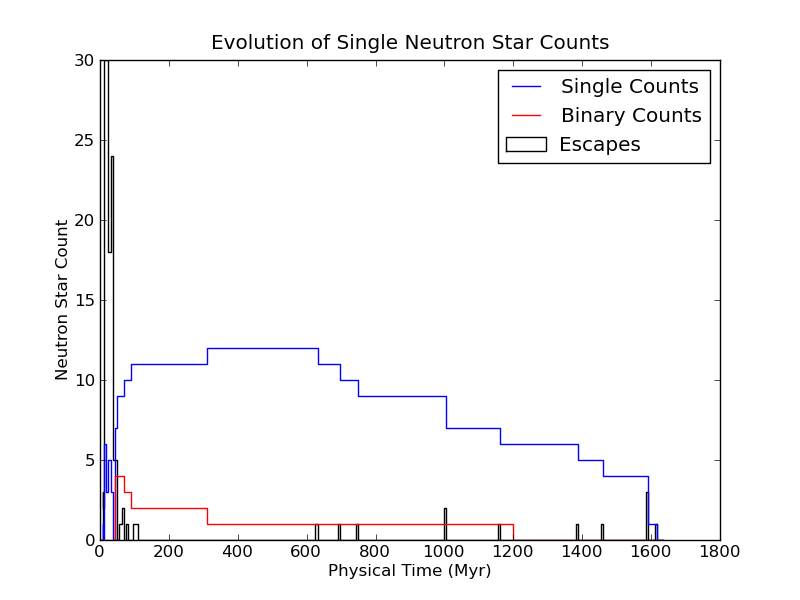 Evolution of Single Neutron Star Counts
Single Counts
Binary Counts
Escapes
Neutron Star Count
30
25
20
15
10
5
0
0 200 400 600 800 1000 1200 1400 1600 1800
Physical Time (Myr)